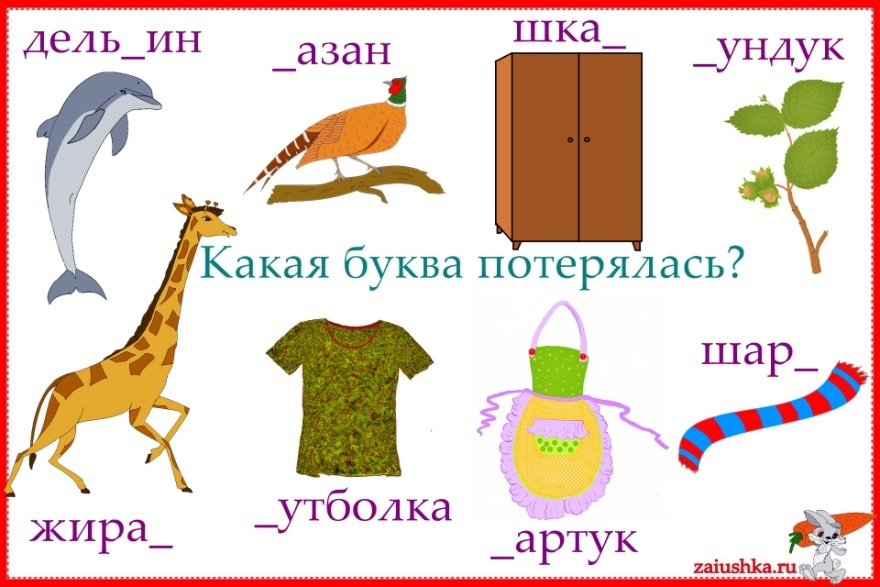 дель_ин
_азан
шка_
_ундук
Какая буква потерялась?
шар_
жира_
_утболка
_артук
zaiushka.ru